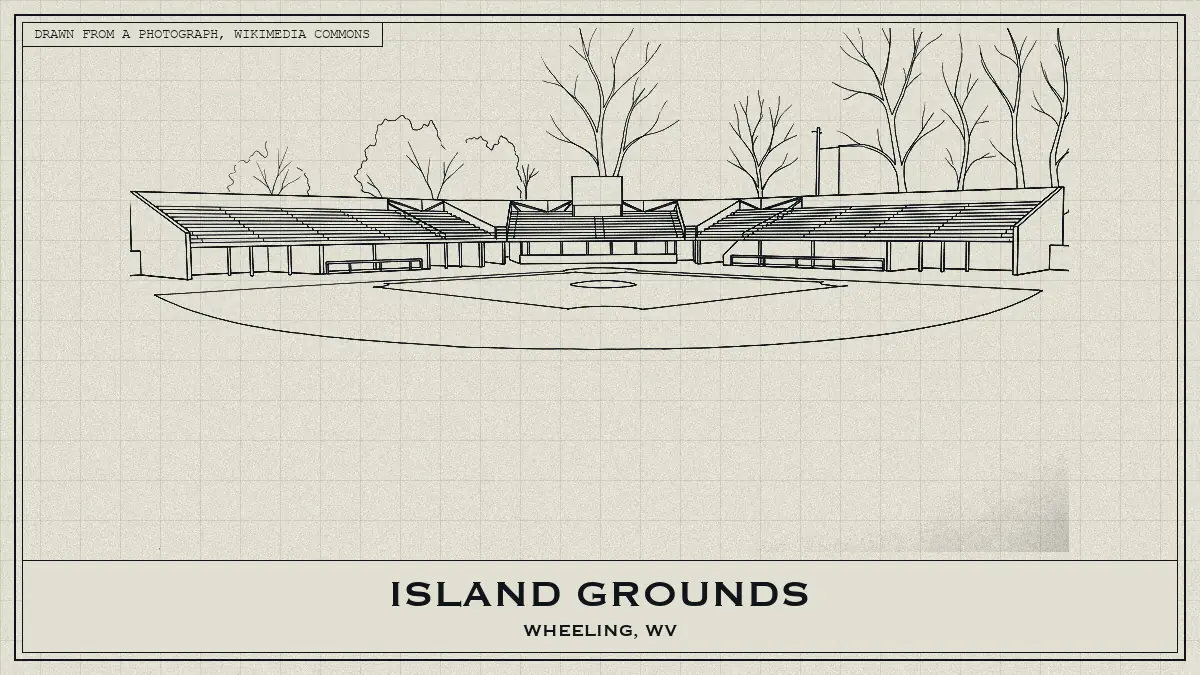 DRAWN FROM A PHOTOGRAPH, WIKIMEDIA COMMONS
ISLAND GROUNDS
WHEELING, WV